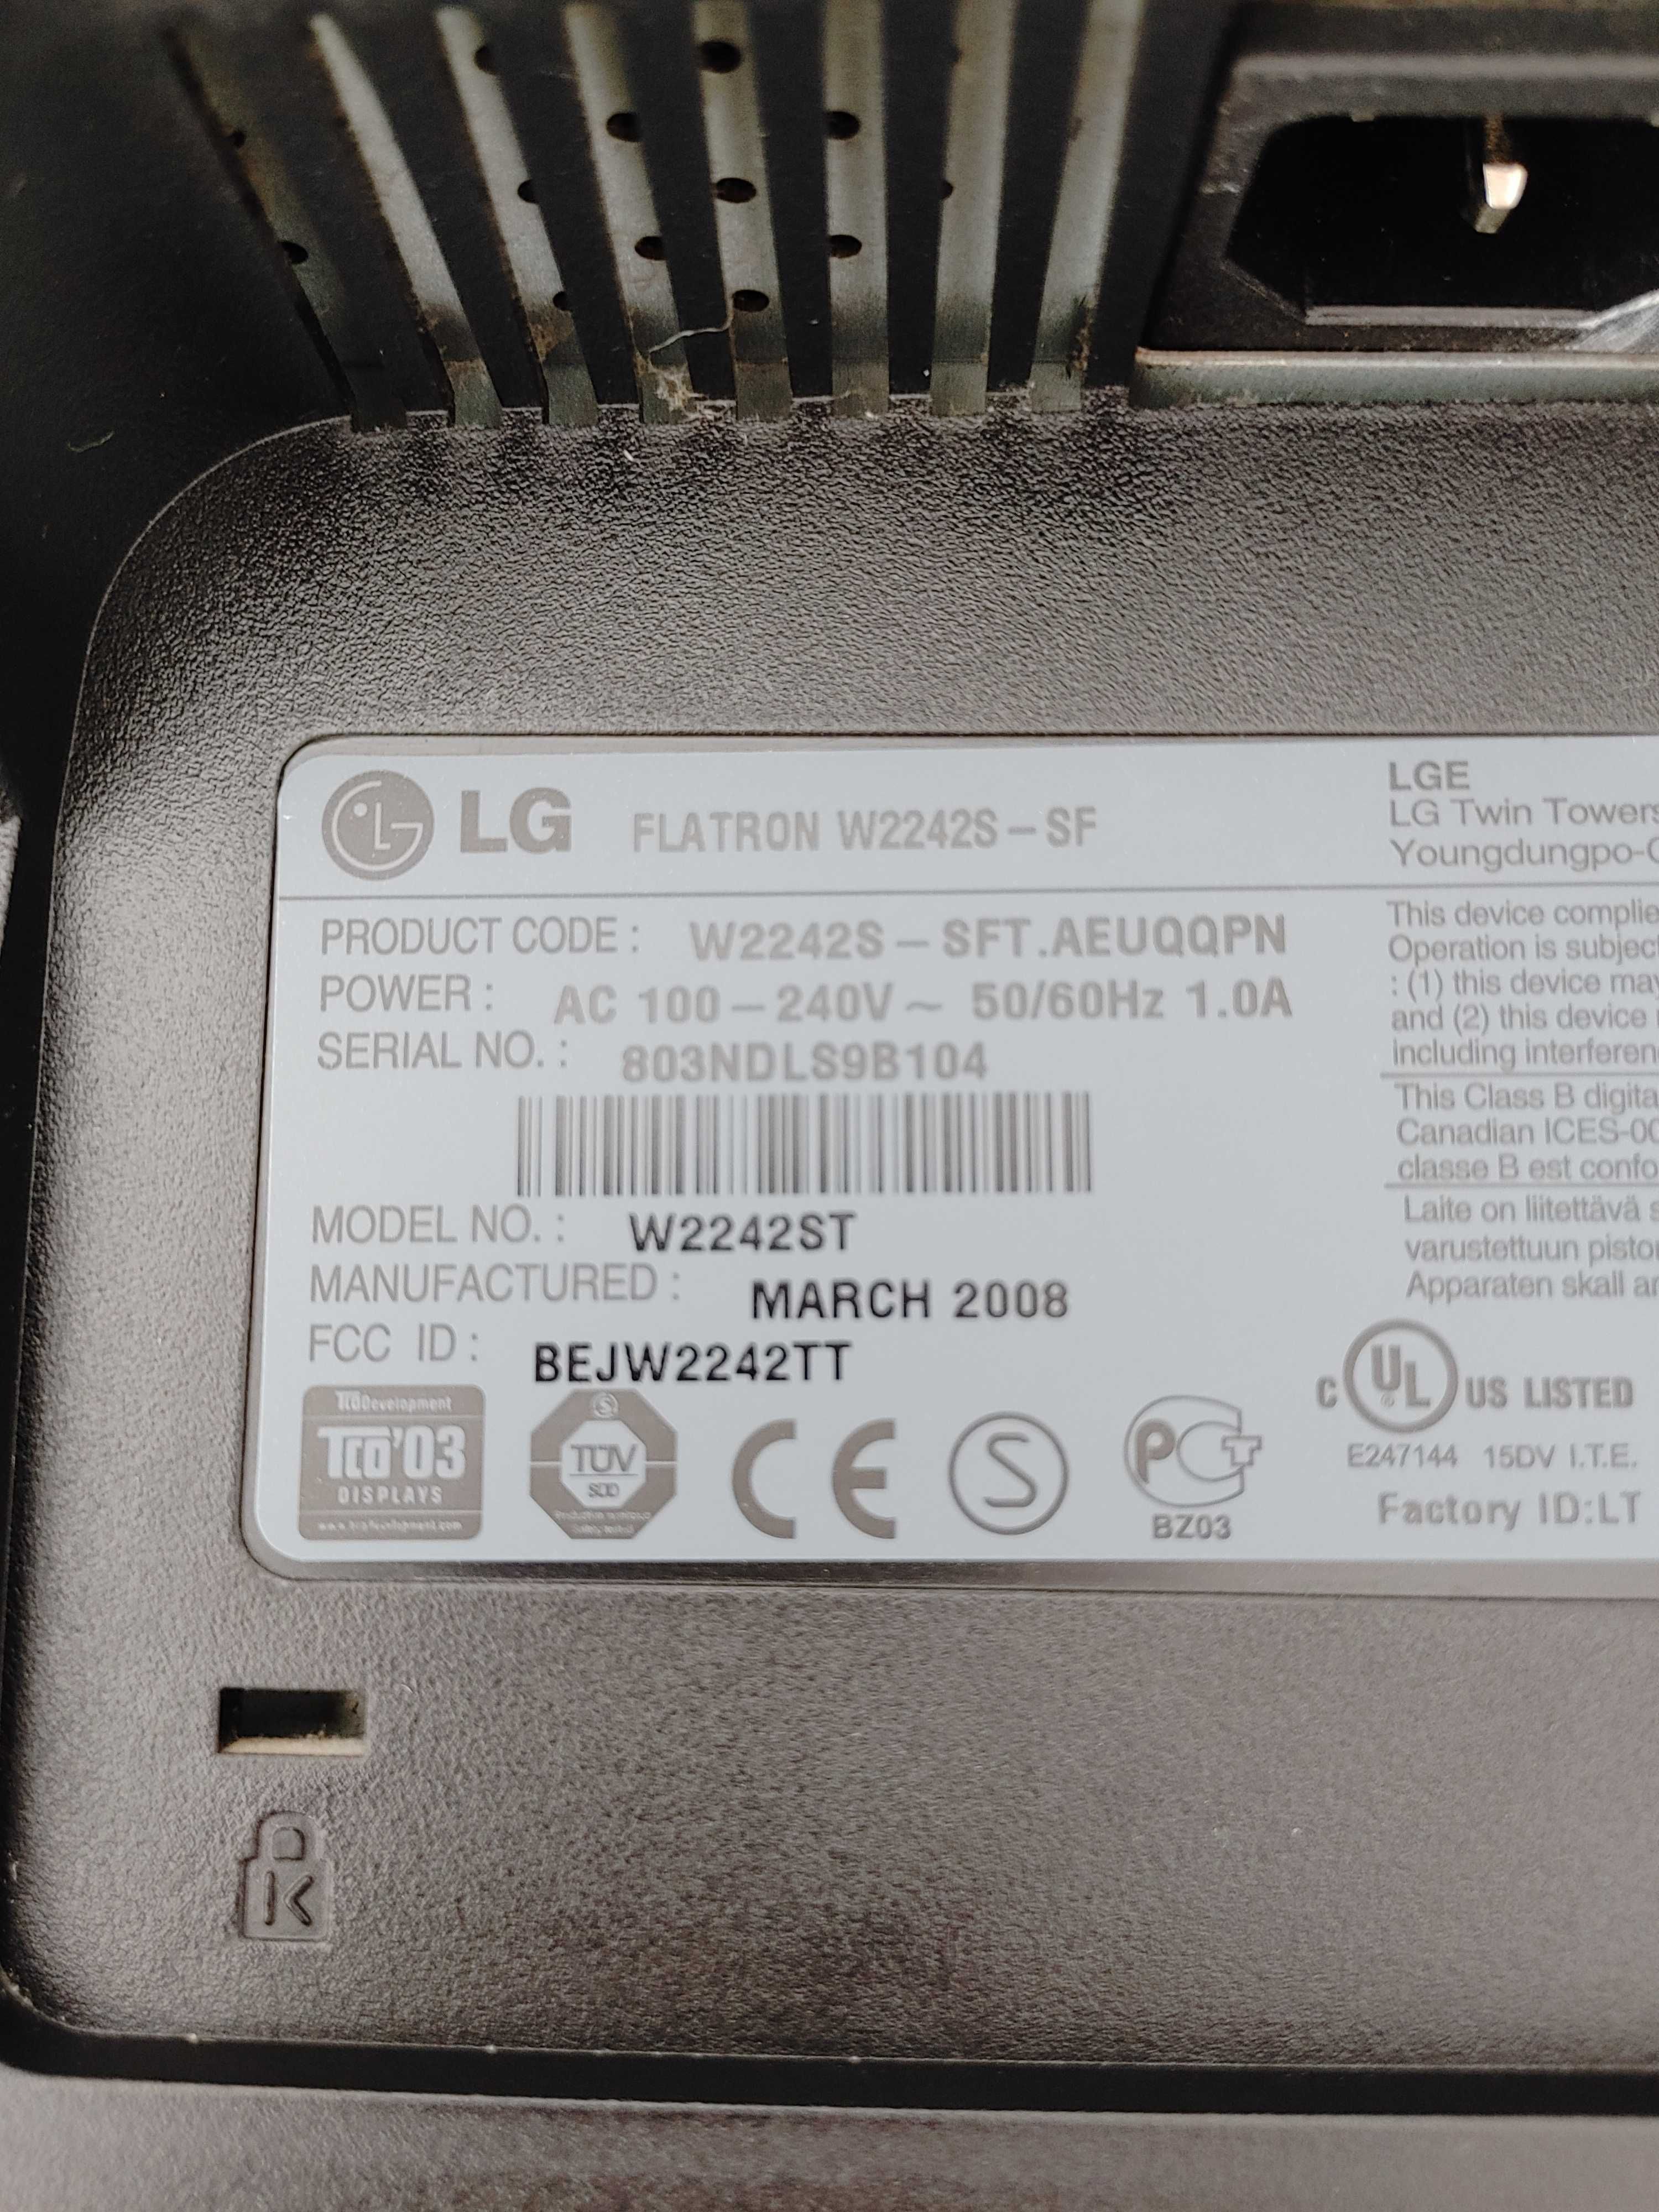 LG FLATRON W2242S-SF
PRODUCT CODE : W2242S-SFT.AEUQQPN
POWER : AC 100-240V~ 50/60Hz 1.0A
SERIAL NO. : 803NDLS9B104
MODEL NO. : W2242ST
MANUFACTURED : MARCH 2008
FCC ID : BEJW2242TT
TCO Development
TCO'03
DISPLAYS
TÜV
SÜD
CE
S
BZ03
LGE
LG Twin Towers
Youngdungpo-
This device complie
Operation is subject
: (1) this device may
and (2) this device
including interferen
This Class B digita
Canadian ICES-00
classe B est confo
Laite on liitettävä s
varustettuun pisto
Apparaten skall an
C UL ® US LISTED
E247144 15DV I.T.E.
Factory ID:LT
K